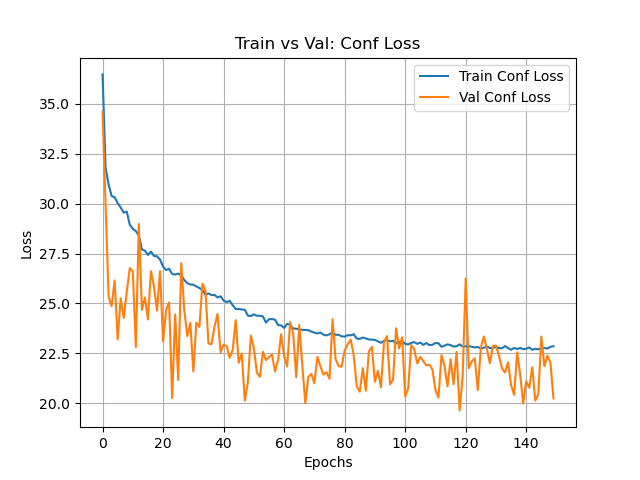 Train vs Val: Conf Loss
Train Conf Loss
Val Conf Loss
Loss
35.0
32.5
30.0
27.5
25.0
22.5
20.0
0 20 40 60 80 100 120 140
Epochs